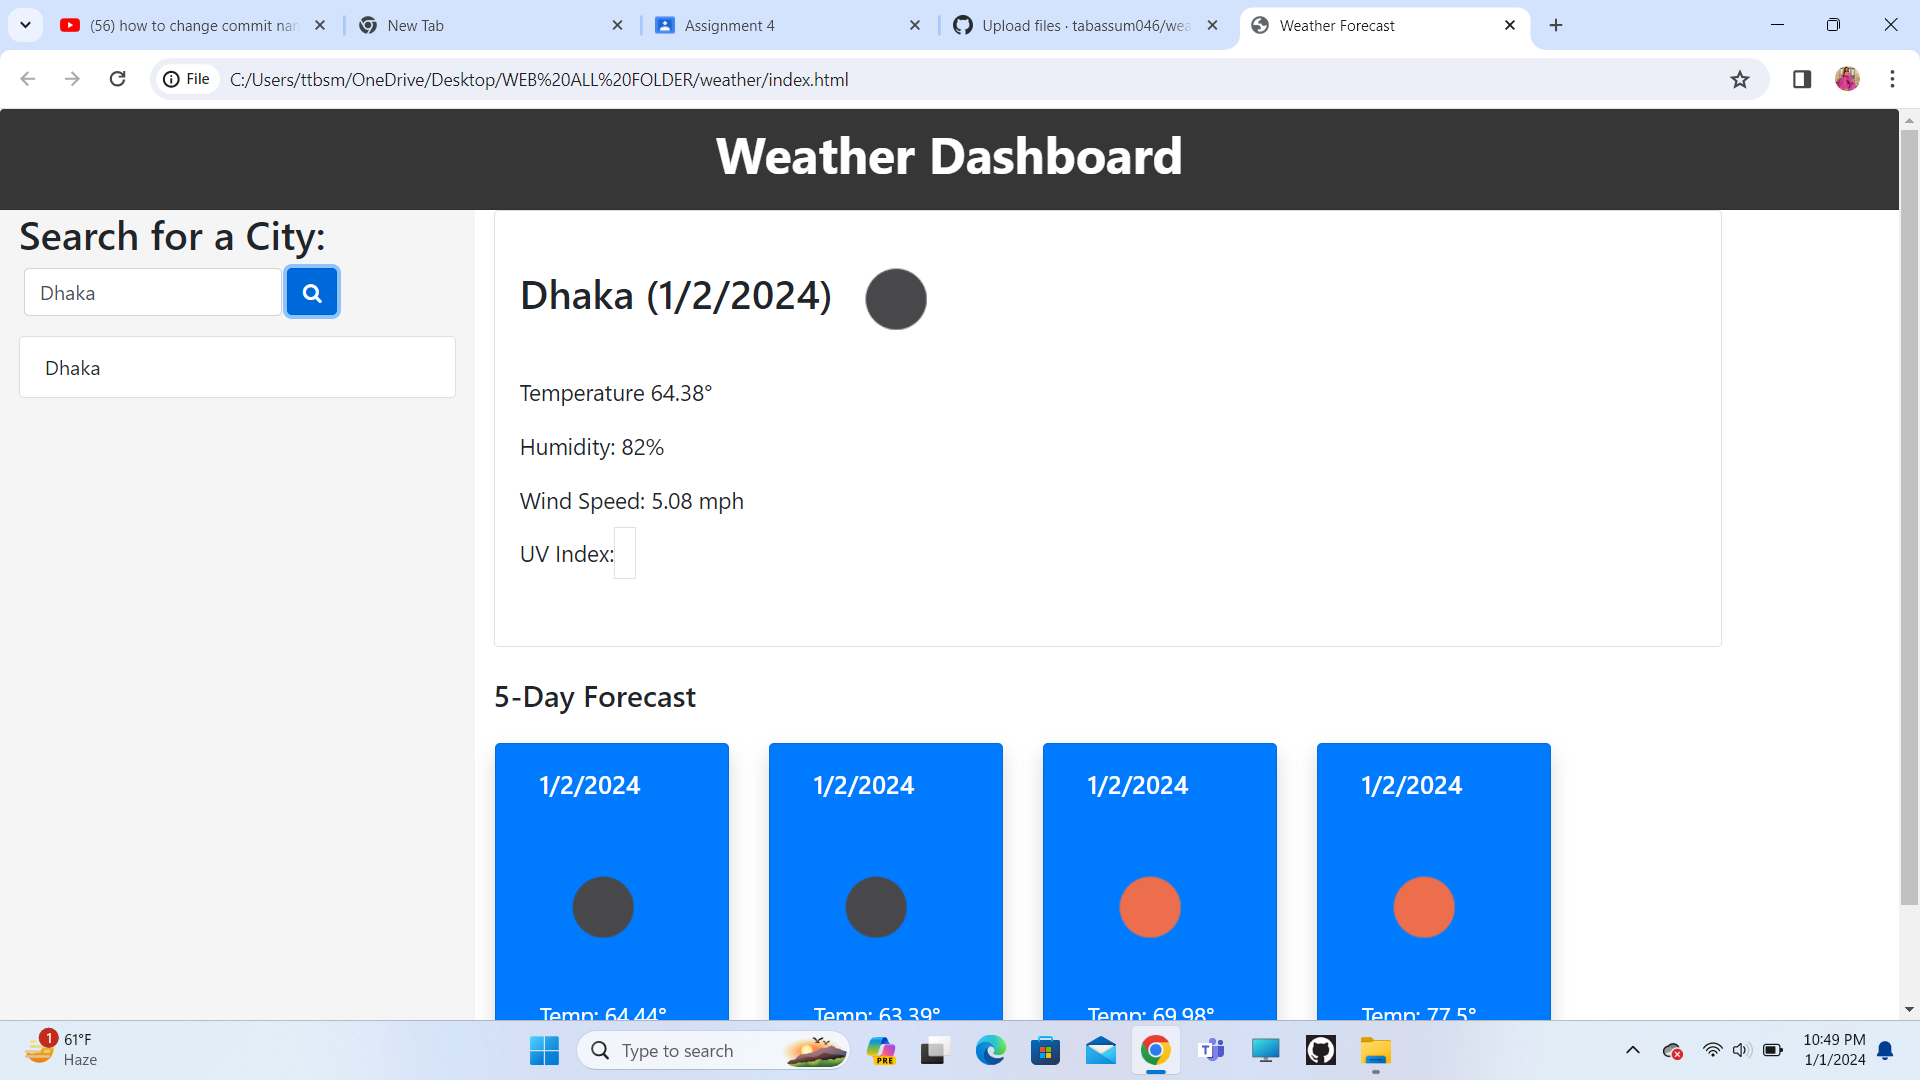 (56) how to change commit nar
New Tab
Assignment 4
Upload files · tabassum046/wea
Weather Forecast
File
C:/Users/ttbsm/OneDrive/Desktop/WEB%20ALL%20FOLDER/weather/index.html
Weather Dashboard
Search for a City:
Dhaka
Dhaka
Dhaka (1/2/2024)
Temperature 64.38°
Humidity: 82%
Wind Speed: 5.08 mph
UV Index:
5-Day Forecast
1/2/2024
1/2/2024
1/2/2024
1/2/2024
Temp: 64.44°
Temp: 63.39°
Temp: 69.98°
Temp: 77.5°
1
61°F
Haze
Type to search
PRE
10:49 PM
1/1/2024